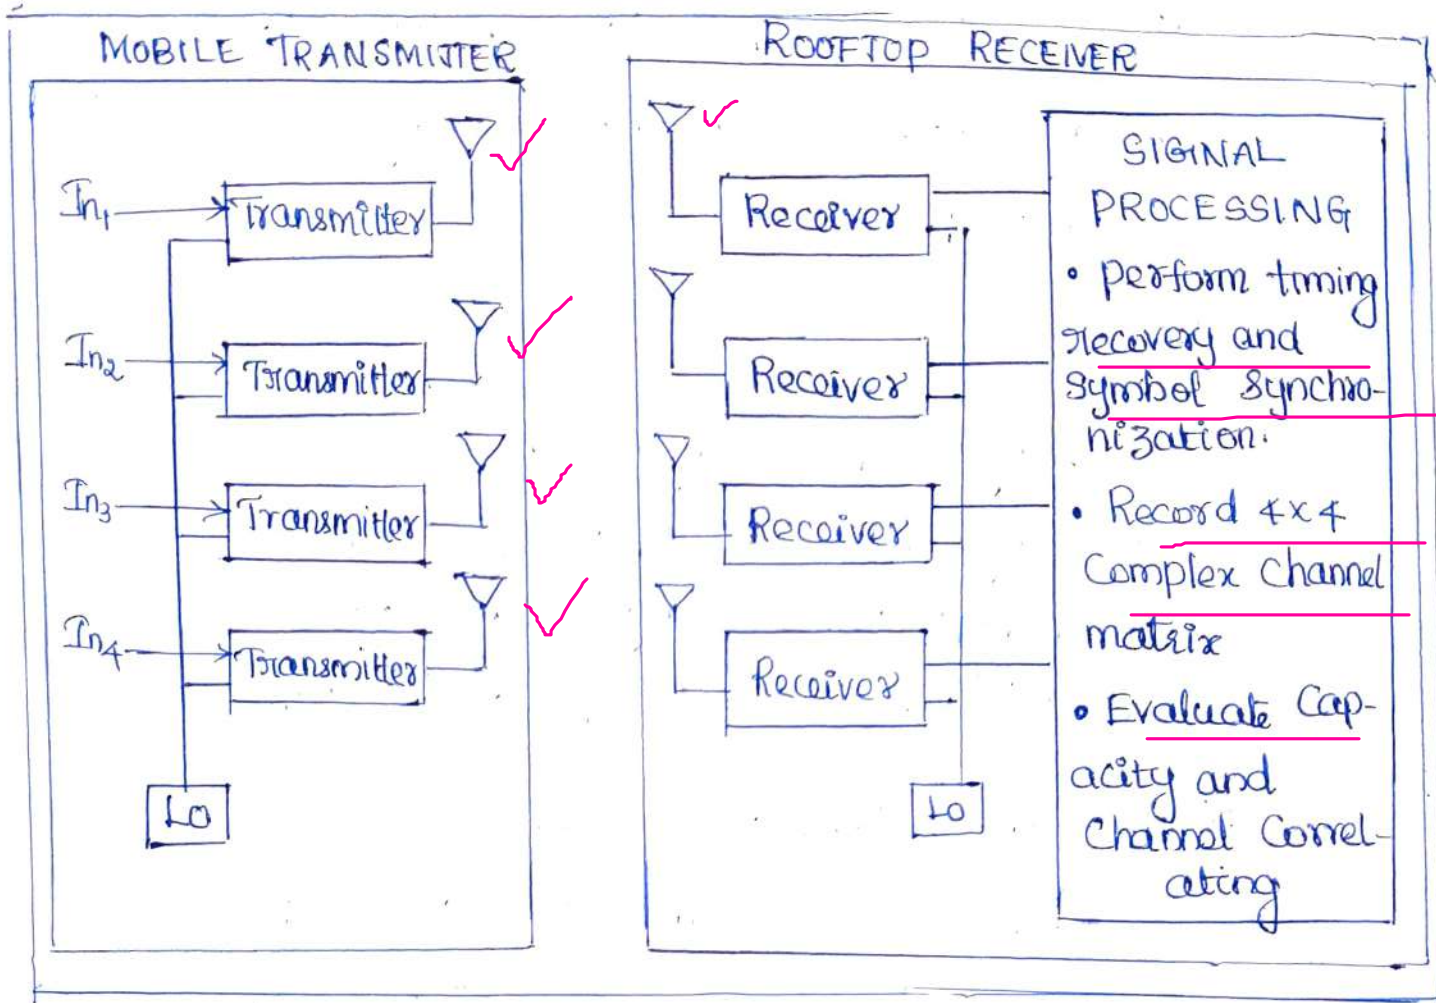 MOBILE TRANSMITTER
In1
Transmitter
In2
Transmitter
In3
Transmitter
In4
Transmitter
LO
ROOFTOP RECEIVER
Receiver
Receiver
Receiver
Receiver
LO
SIGINAL
PROCESSING
• perform timing
recovery and
symbol synchro-
nization.
• Record 4x4
Complex Channel
matrix
• Evaluate Cap-
acity and
Channel Correl-
ating